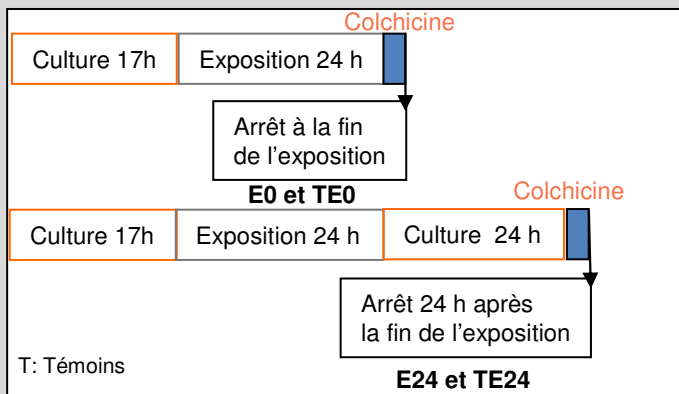 Colchicine
Culture 17h Exposition 24 h
Arrêt à la fin
de l'exposition
E0 et TE0
Colchicine
Culture 17h Exposition 24 h Culture 24 h
Arrêt 24 h après
la fin de l'exposition
T: Témoins
E24 et TE24